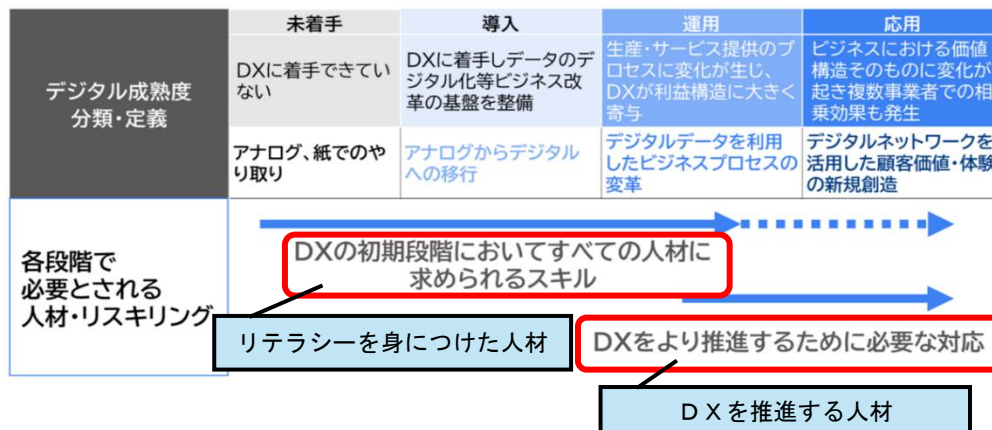 未着手
導入
運用
応用
デジタル成熟度
分類・定義
DXに着手できてい
ない
DXに着手しデータのデ
ジタル化等ビジネス改
革の基盤を整備
生産・サービス提供のプ
ロセスに変化が生じ、
DXが利益構造に大きく
寄与
ビジネスにおける価値
構造そのものに変化が
起き複数事業者での相
乗効果も発生
アナログ、紙でのや
り取り
アナログからデジタル
への移行
デジタルデータを利用
したビジネスプロセスの
変革
デジタルネットワークを
活用した顧客価値・体験
の新規創造
各段階で
必要とされる
人材・リスキリング
DXの初期段階においてすべての人材に
求められるスキル
リテラシーを身につけた人材
DXをより推進するために必要な対応
ＤＸを推進する人材